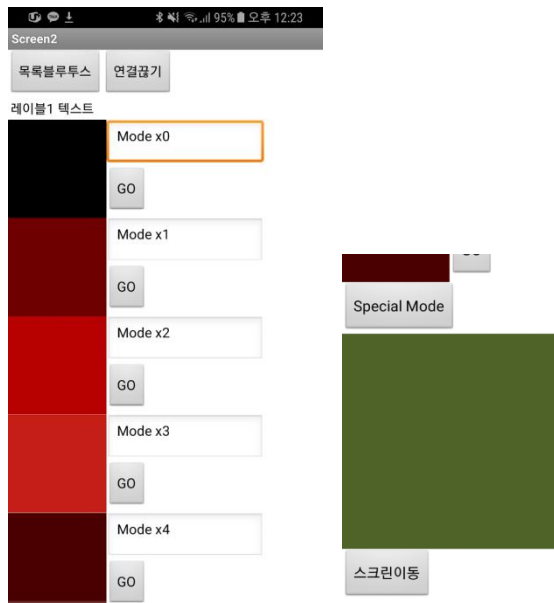 95% 오후 12:23
Screen2
목록블루투스 연결끊기
레이블1 텍스트
Mode x0
GO
Mode x1
GO
Mode x2
GO
Mode x3
GO
Mode x4
GO
Special Mode
스크린이동